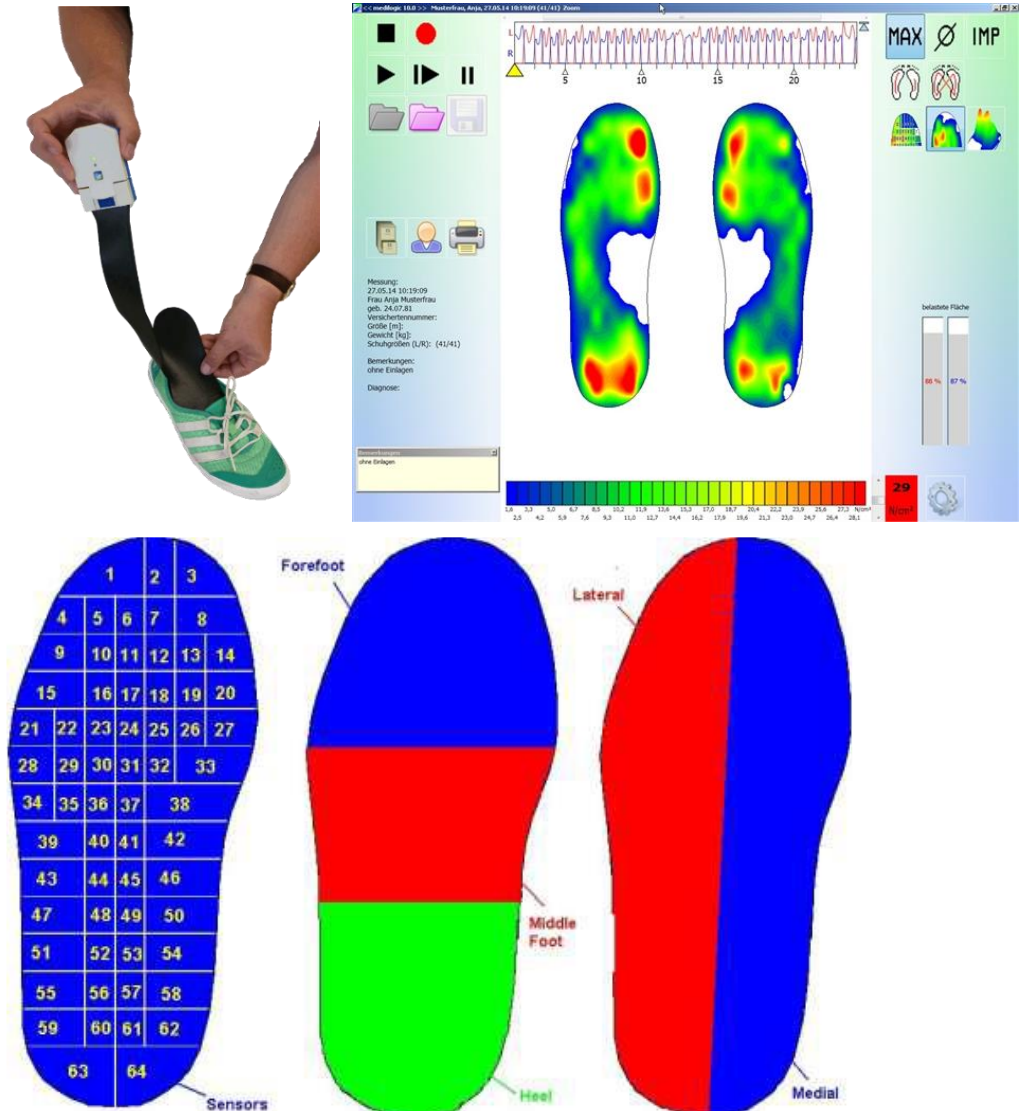 << medilogic 10.0 >> Musterfrau, Anja, 27.05.14 10:19:09 (41/41) Zoom
L
R
5 10 15 20
MAX Ø IMP
Messung:
27.05.14 10:19:09
Frau Anja Musterfrau
geb. 24.07.81
Versichertennummer:
Größe [m]:
Gewicht [kg]:
Schuhgrößen (L/R): (41/41)
Bemerkungen:
ohne Einlagen
Diagnose:
belastete Fläche
86 % 87 %
Bemerkungen
ohne Einlagen
1,6 3,3 5,0 6,7 8,5 10,2 11,9 13,6 15,3 17,0 18,7 20,4 22,2 23,9 25,6 27,3 N/cm²
2,5 4,2 5,9 7,6 9,3 11,0 12,7 14,4 16,2 17,9 19,6 21,3 23,0 24,7 26,4 28,1
29
N/cm²
1 2 3
4 5 6 7 8
9 10 11 12 13 14
15 16 17 18 19 20
21 22 23 24 25 26 27
28 29 30 31 32 33
34 35 36 37 38
39 40 41 42
43 44 45 46
47 48 49 50
51 52 53 54
55 56 57 58
59 60 61 62
63 64
Sensors
Forefoot
Middle
Foot
Heel
Lateral
Medial